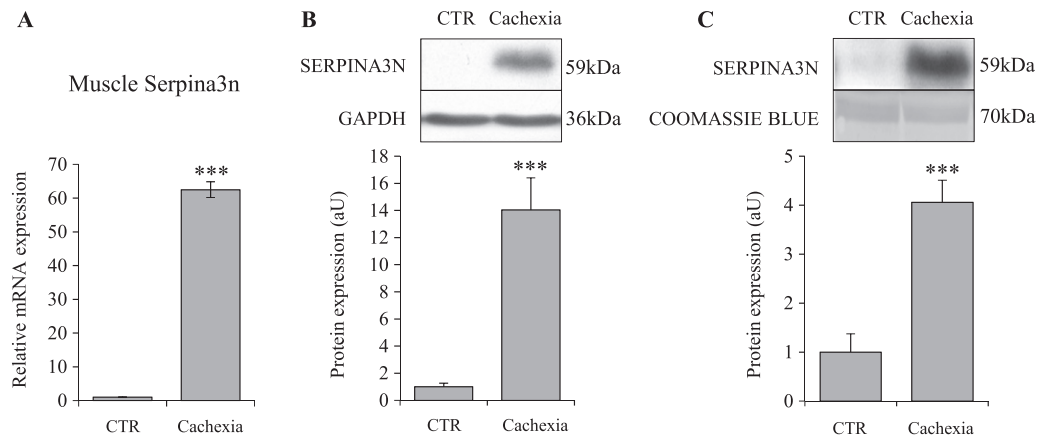 A
Muscle Serpina3n
Relative mRNA expression
70
60
50
40
30
20
10
0
***
CTR Cachexia
B
CTR Cachexia
SERPINA3N 59kDa
GAPDH 36kDa
Protein expression (aU)
18
16
14
12
10
8
6
4
2
0
***
CTR Cachexia
C
CTR Cachexia
SERPINA3N 59kDa
COOMASSIE BLUE 70kDa
Protein expression (aU)
5
4
3
2
1
0
***
CTR Cachexia